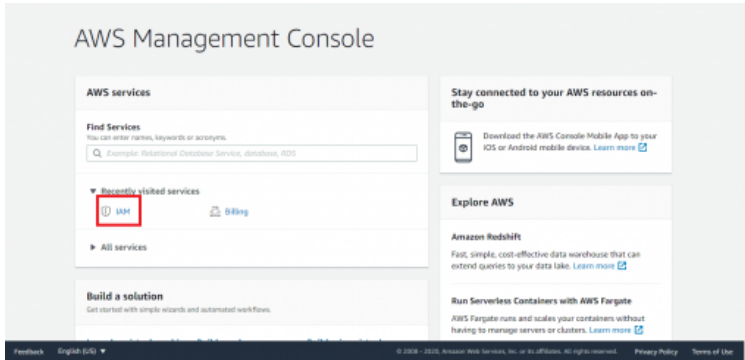 AWS Management Console
AWS services
Find Services
You can enter names, keywords or acronyms.
Example: Relational Database Service, database, RDS
▼ Recently visited services
IAM
Billing
▶ All services
Build a solution
Get started with simple wizards and automated workflows.
Stay connected to your AWS resources on-
the-go
Download the AWS Console Mobile App to your
iOS or Android mobile device. Learn more
Explore AWS
Amazon Redshift
Fast, simple, cost-effective data warehouse that can
extend queries to your data lake. Learn more
Run Serverless Containers with AWS Fargate
AWS Fargate runs and scales your containers without
having to manage servers or clusters. Learn more
Feedback
English (US) ▼
© 2008 - 2020, Amazon Web Services, Inc. or its affiliates. All rights reserved.
Privacy Policy
Terms of Use